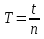 T = t/n